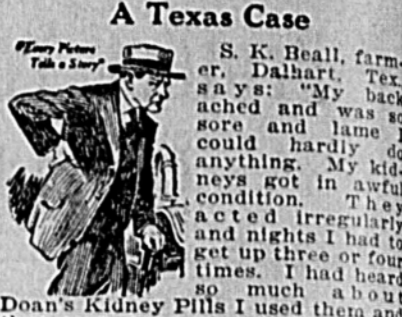 A Texas Case
"Every Picture
Tells a Story"
S. K. Beall, farm-
er, Dalhart, Tex.,
says: "My back
ached and was so
sore and lame I
could hardly do
anything. My kid-
neys got in awful
condition. They
acted irregularly
and nights I had to
get up three or four
times. I had heard
so much about
Doan's Kidney Pills I used them and